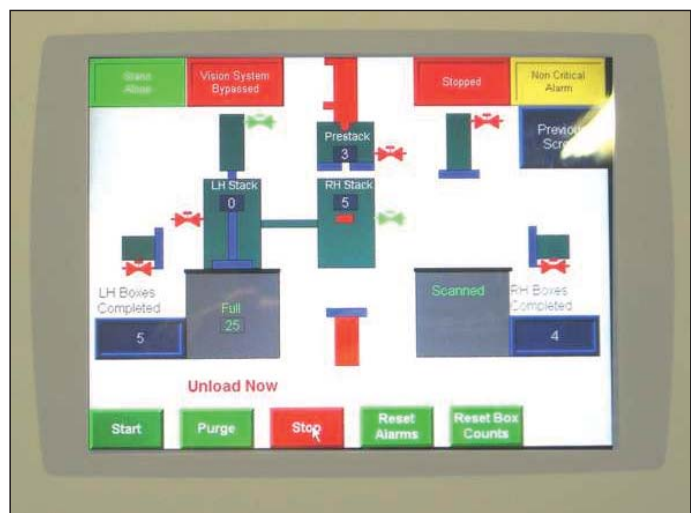 Stand
Alone
Vision System
Bypassed
Stopped
Non Critical
Alarm
Prestack
3
Previous
Screen
LH Stack
0
RH Stack
5
LH Boxes
Completed
5
Full
25
Scanned
RH Boxes
Completed
4
Unload Now
Start
Purge
Stop
Reset
Alarms
Reset Box
Counts